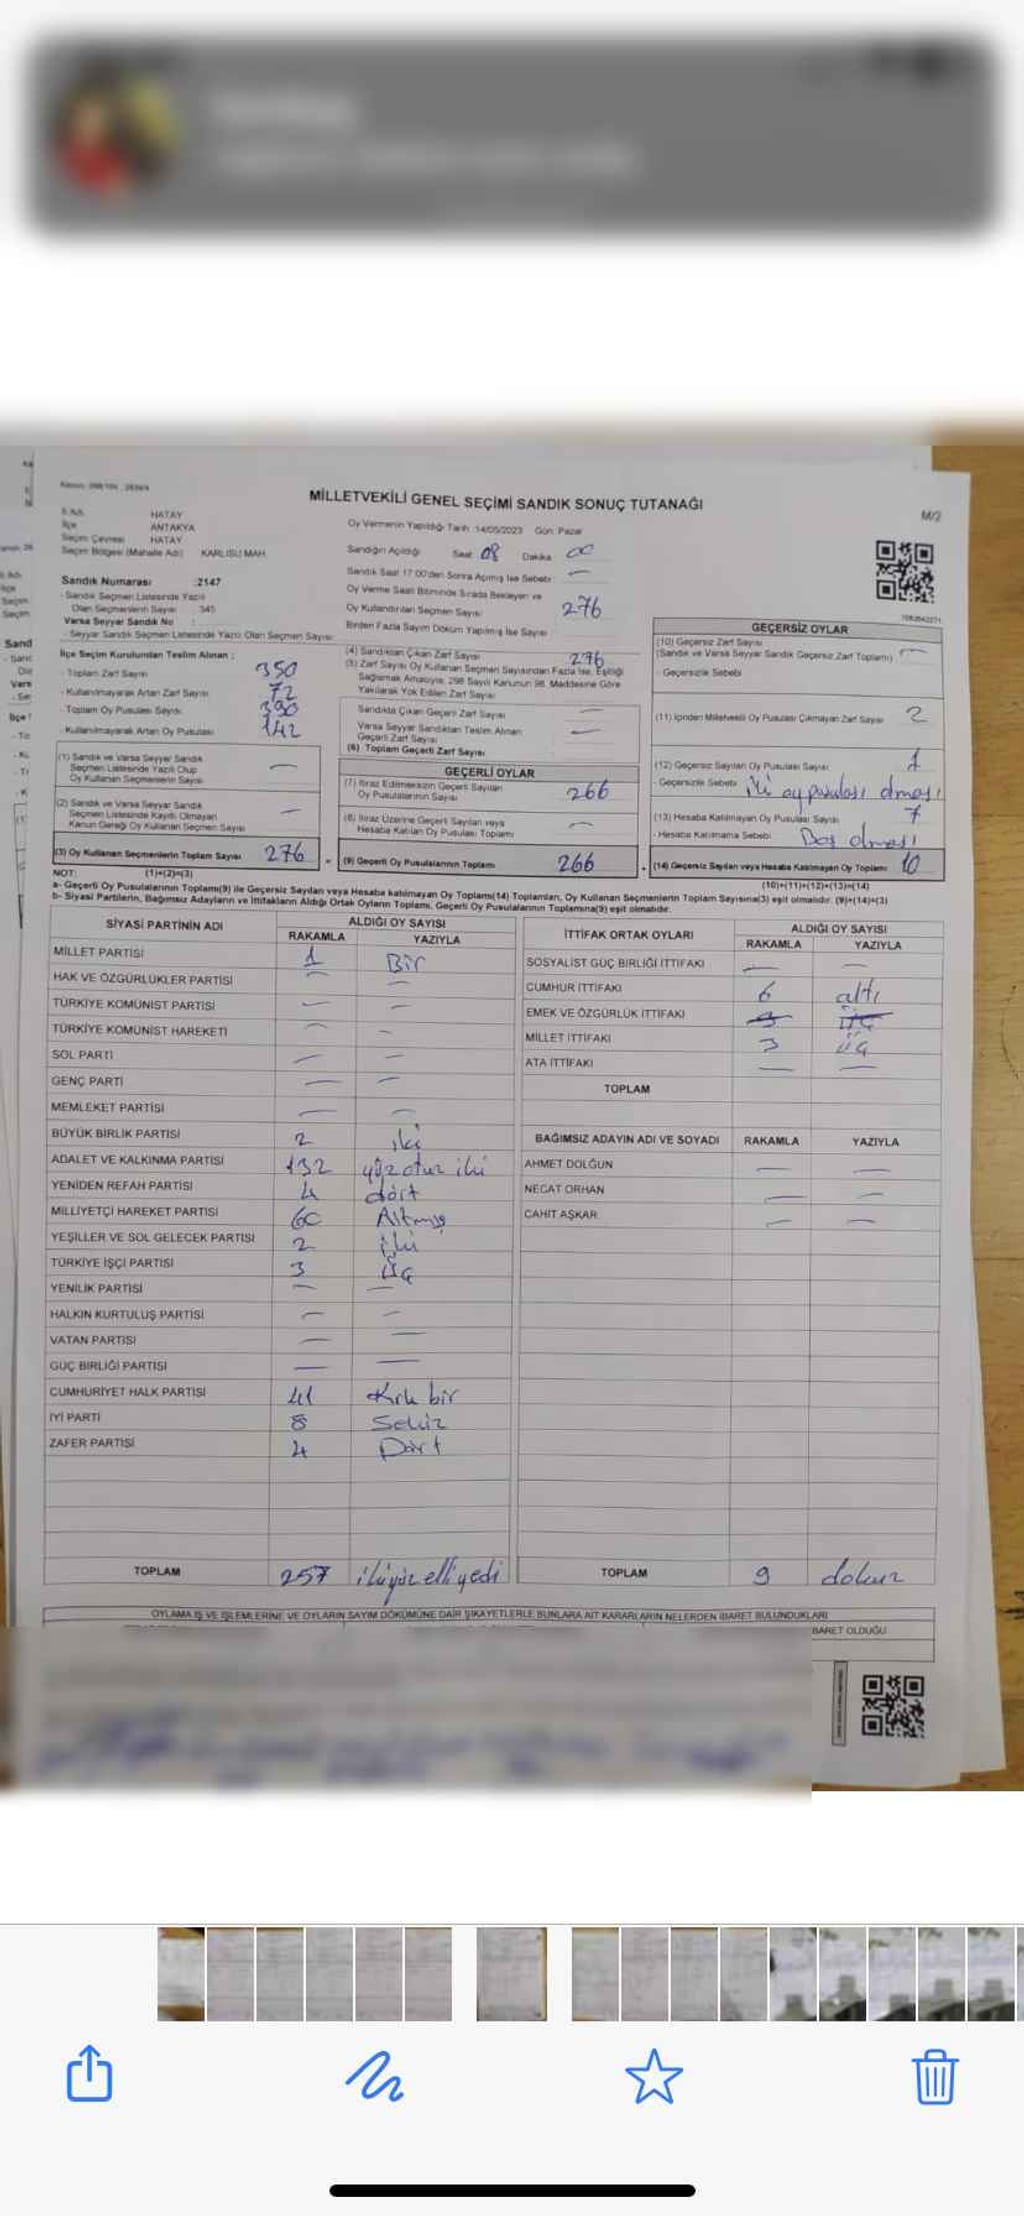 MİLLETVEKİLİ GENEL SEÇİMİ SANDIK SONUÇ TUTANAĞI
M/2
HATAY
İlçe ANTAKYA
Seçim Çevresi HATAY
Seçim Bölgesi (Mahalle Adı) KARLISU MAH.
Sandık Numarası :2147
- Sandık Seçmen Listesinde Yazılı
Olan Seçmenlerin Sayısı 345
Varsa Seyyar Sandık No :
- Seyyar Sandık Seçmen Listesinde Yazılı Olan Seçmen Sayısı:
İlçe Seçim Kurulundan Teslim Alınan :
- Toplam Zarf Sayısı 350
- Kullanılmayarak Artan Zarf Sayısı 72
- Toplam Oy Pusulası Sayısı
- Kullanılmayarak Artan Oy Pusulası 142
(1) Sandık ve Varsa Seyyar Sandık
Seçmen Listesinde Yazılı Olup
Oy Kullanan Seçmenlerin Sayısı —
(2) Sandık ve Varsa Seyyar Sandık
Seçmen Listesinde Kayıtlı Olmayan
Kanun Gereği Oy Kullanan Seçmen Sayısı —
(3) Oy Kullanan Seçmenlerin Toplam Sayısı 276
(1)+(2)=(3)
Oy Vermenin Yapıldığı Tarih :14/05/2023 Gün: Pazar
Sandığın Açıldığı Saat 08 Dakika 00
Sandık Saat 17:00'den Sonra Açılmış İse Sebebi —
Oy Verme Saati Bitiminde Sırada Bekleyen ve
Oy Kullandırılan Seçmen Sayısı 276
Birden Fazla Sayım Döküm Yapılmış İse Sayısı
(4) Sandıktan Çıkan Zarf Sayısı 276
(5) Zarf Sayısı Oy Kullanan Seçmen Sayısından Fazla İse, Eşitliği
Sağlamak Amacıyla, 298 Sayılı Kanunun 98. Maddesine Göre
Yakılarak Yok Edilen Zarf Sayısı
Sandıkta Çıkan Geçerli Zarf Sayısı —
Varsa Seyyar Sandıktan Teslim Alınan
Geçerli Zarf Sayısı —
(6) Toplam Geçerli Zarf Sayısı
GEÇERLİ OYLAR
(7) İtiraz Edilmeksizin Geçerli Sayılan
Oy Pusulalarının Sayısı 266
(8) İtiraz Üzerine Geçerli Sayılan veya
Hesaba Katılan Oy Pusulası Toplamı —
(9) Geçerli Oy Pusulalarının Toplamı 266
GEÇERSİZ OYLAR
(10) Geçersiz Zarf Sayısı
(Sandık ve Varsa Seyyar Sandık Geçersiz Zarf Toplamı) —
- Geçersizlik Sebebi
(11) İçinden Milletvekili Oy Pusulası Çıkmayan Zarf Sayısı 2
(12) Geçersiz Sayılan Oy Pusulası Sayısı 1
- Geçersizlik Sebebi İki oy pusulası olması
(13) Hesaba Katılmayan Oy Pusulası Sayısı 7
- Hesaba Katılmama Sebebi Boş olması
(14) Geçersiz Sayılan veya Hesaba Katılmayan Oy Toplamı 10
(10)+(11)+(12)+(13)=(14)
NOT:
a- Geçerli Oy Pusulalarının Toplamı(9) ile Geçersiz Sayılan veya Hesaba katılmayan Oy Toplamı(14) Toplamları, Oy Kullanan Seçmenlerin Toplam Sayısına(3) eşit olmalıdır. (9)+(14)=(3)
b- Siyasi Partilerin, Bağımsız Adayların ve İttifakların Aldığı Ortak Oyların Toplamı, Geçerli Oy Pusulalarının Toplamına(9) eşit olmalıdır.
SİYASİ PARTİNİN ADI ALDIĞI OY SAYISI
RAKAMLA YAZIYLA
MİLLET PARTİSİ 1 Bir
HAK VE ÖZGÜRLÜKLER PARTİSİ — —
TÜRKİYE KOMÜNİST PARTİSİ — —
TÜRKİYE KOMÜNİST HAREKETİ — —
SOL PARTİ — —
GENÇ PARTİ — —
MEMLEKET PARTİSİ — —
BÜYÜK BİRLİK PARTİSİ 2 iki
ADALET VE KALKINMA PARTİSİ 132 yüz otuz iki
YENİDEN REFAH PARTİSİ 4 dört
MİLLİYETÇİ HAREKET PARTİSİ 60 Altmış
YEŞİLLER VE SOL GELECEK PARTİSİ 2 iki
TÜRKİYE İŞÇİ PARTİSİ 3 Üç
YENİLİK PARTİSİ — —
HALKIN KURTULUŞ PARTİSİ — —
VATAN PARTİSİ — —
GÜÇ BİRLİĞİ PARTİSİ — —
CUMHURİYET HALK PARTİSİ 41 Kırk bir
İYİ PARTİ 8 Sekiz
ZAFER PARTİSİ 4 Dört
TOPLAM 257 ikiyüz elli yedi
İTTİFAK ORTAK OYLARI ALDIĞI OY SAYISI
RAKAMLA YAZIYLA
SOSYALİST GÜÇ BİRLİĞİ İTTİFAKI — —
CUMHUR İTTİFAKI 6 altı
EMEK VE ÖZGÜRLÜK İTTİFAKI 3 üç
MİLLET İTTİFAKI 3 üç
ATA İTTİFAKI — —
TOPLAM
BAĞIMSIZ ADAYIN ADI VE SOYADI RAKAMLA YAZIYLA
AHMET DOLĞUN — —
NECAT ORHAN — —
CAHİT AŞKAR — —
TOPLAM 9 dokuz
OYLAMA İŞ VE İŞLEMLERİNE VE OYLARIN SAYIM DÖKÜMÜNE DAİR ŞİKAYETLERLE BUNLARA AİT KARARLARIN NELERDEN İBARET BULUNDUKLARI
İBARET OLDUĞU